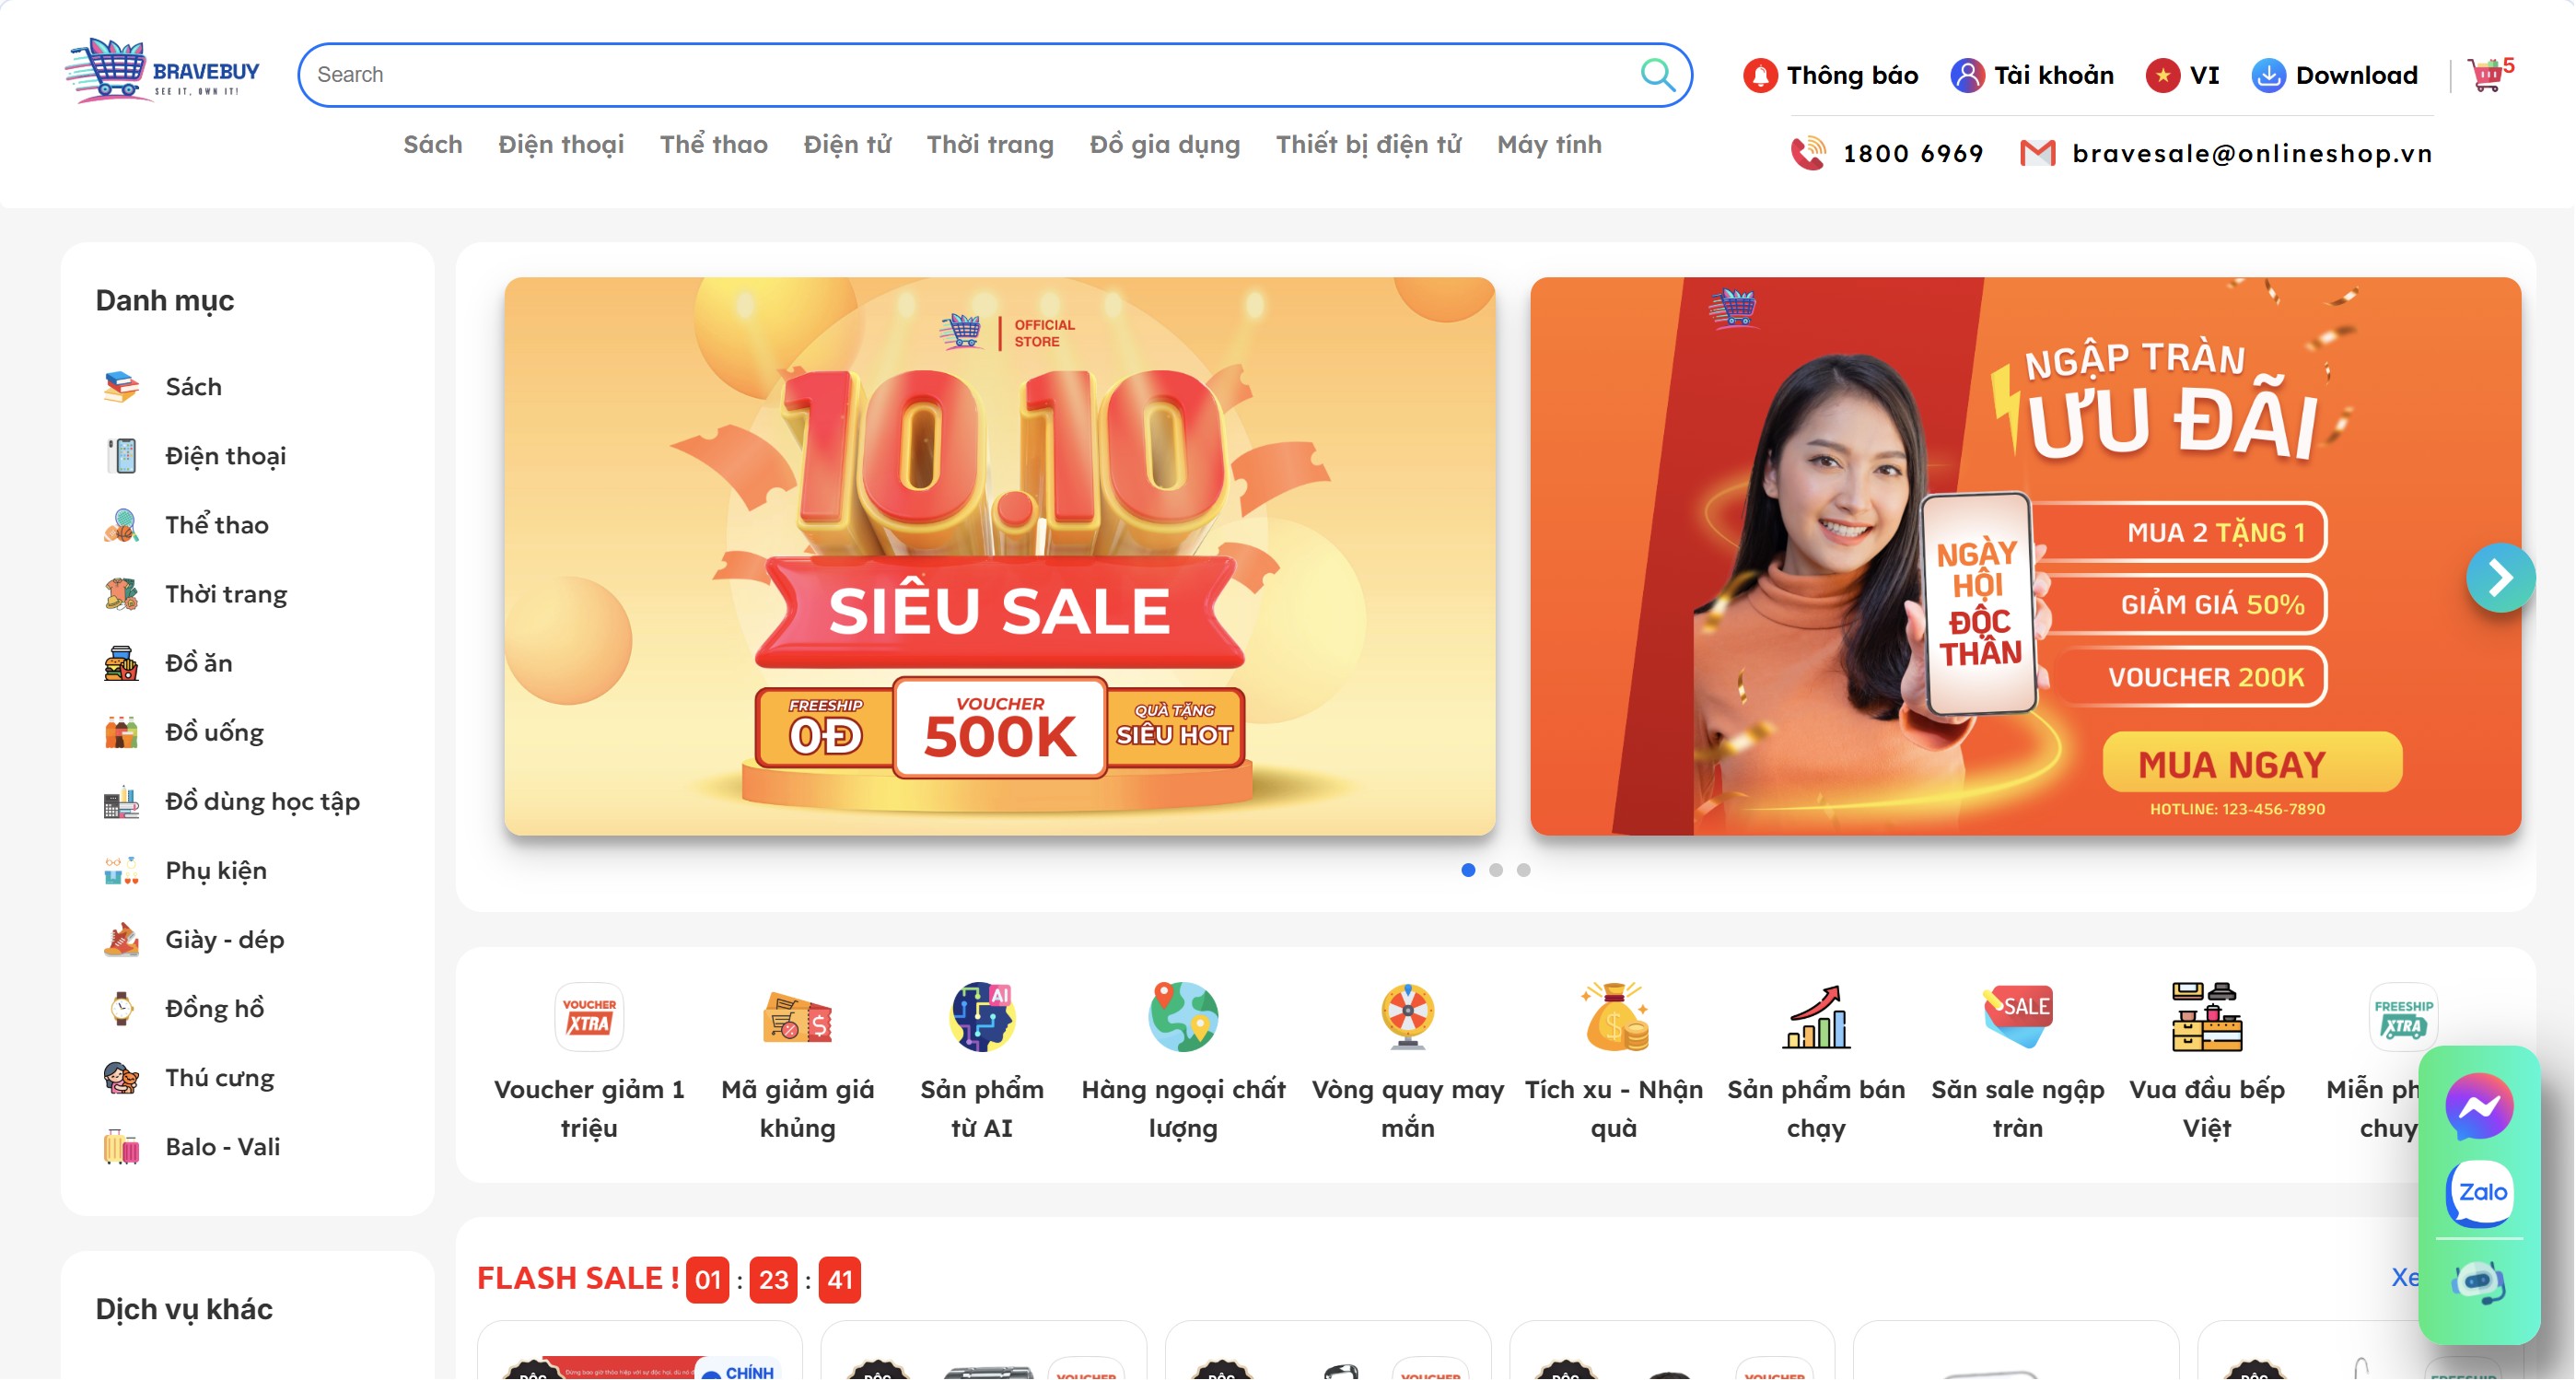 BRAVEBUY
SEE IT, OWN IT!
Search
Thông báo
Tài khoản
VI
Download
5
Sách
Điện thoại
Thể thao
Điện tử
Thời trang
Đồ gia dụng
Thiết bị điện tử
Máy tính
1800 6969
bravesale@onlineshop.vn
Danh mục
Sách
Điện thoại
Thể thao
Thời trang
Đồ ăn
Đồ uống
Đồ dùng học tập
Phụ kiện
Giày - dép
Đồng hồ
Thú cưng
Balo - Vali
Dịch vụ khác
OFFICIAL
STORE
10.10
SIÊU SALE
FREESHIP
0Đ
VOUCHER
500K
QUÀ TẶNG
SIÊU HOT
NGẬP TRÀN
ƯU ĐÃI
NGÀY
HỘI
ĐỘC
THÂN
MUA 2 TẶNG 1
GIẢM GIÁ 50%
VOUCHER 200K
MUA NGAY
HOTLINE: 123-456-7890
VOUCHER
XTRA
Voucher giảm 1
triệu
Mã giảm giá
khủng
AI
Sản phẩm
từ AI
Hàng ngoại chất
lượng
Vòng quay may
mắn
Tích xu - Nhận
quà
Sản phẩm bán
chạy
SALE
Săn sale ngập
tràn
Vua đầu bếp
Việt
FREESHIP
XTRA
Miễn ph
chuy
Zalo
FLASH SALE ! 01 : 23 : 41
Xe
ĐỘC
CHÍNH
ĐỘC
VOUCHER
ĐỘC
VOUCHER
ĐỘC
VOUCHER
ĐỘC
FREESHIP